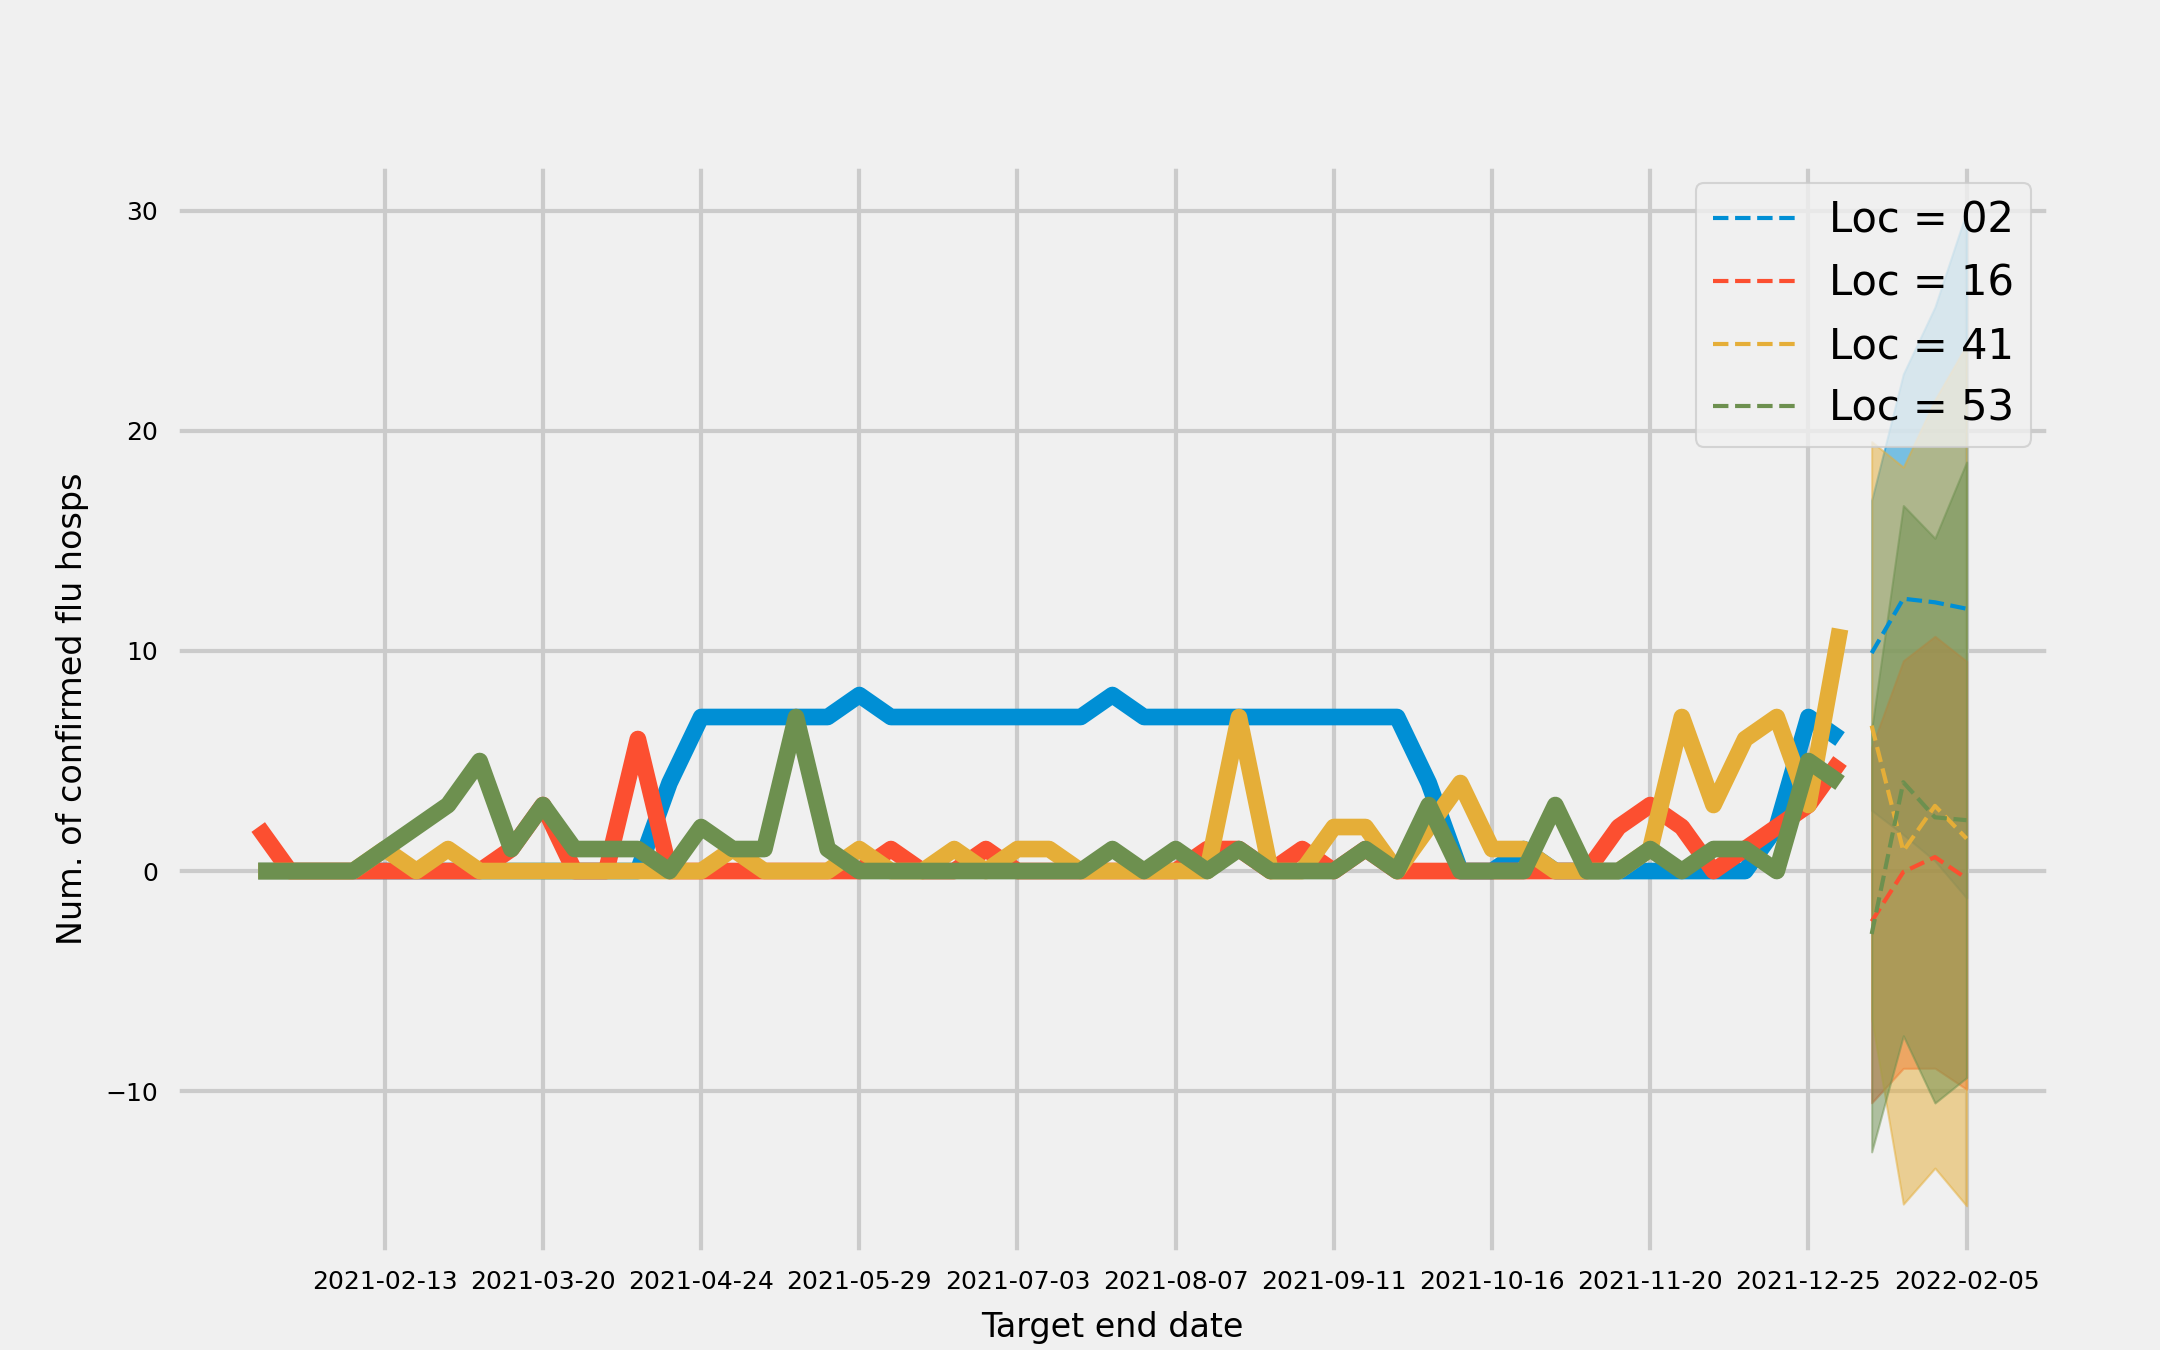 30
20
10
0
−10
Num. of confirmed flu hosps
Loc = 02
Loc = 16
Loc = 41
Loc = 53
2021-02-13 2021-03-20 2021-04-24 2021-05-29 2021-07-03 2021-08-07 2021-09-11 2021-10-16 2021-11-20 2021-12-25 2022-02-05
Target end date